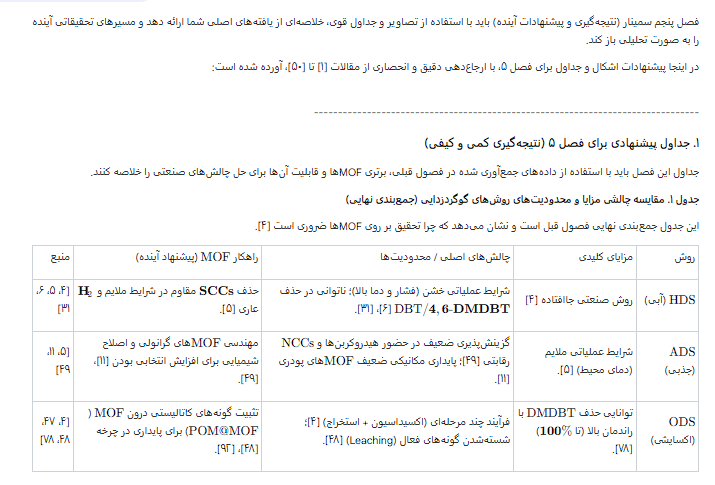 فصل پنجم سمینار (نتیجه‌گیری و پیشنهادات آینده) باید با استفاده از تصاویر و جداول قوی، خلاصه‌ای از یافته‌های اصلی شما ارائه دهد و مسیرهای تحقیقاتی آینده
را به صورت تحلیلی باز کند.
در اینجا پیشنهادات اشکال و جداول برای فصل ۵، با ارجاع‌دهی دقیق و انحصاری از مقالات [۱] تا [۵۰]، آورده شده است:
--------------------------------------------------------------------------------
۱. جداول پیشنهادی برای فصل ۵ (نتیجه‌گیری کمی و کیفی)
جداول این فصل باید با استفاده از داده‌های جمع‌آوری شده در فصول قبلی، برتری MOFها و قابلیت آن‌ها برای حل چالش‌های صنعتی را خلاصه کنند.
جدول ۱. مقایسه چالشی مزایا و محدودیت‌های روش‌های گوگردزدایی (جمع‌بندی نهایی)
این جدول جمع‌بندی نهایی فصول قبل است و نشان می‌دهد که چرا تحقیق بر روی MOFها ضروری است [۴].
روش	مزایای کلیدی	چالش‌های اصلی / محدودیت‌ها	راهکار MOF (پیشنهاد آینده)	منبع
HDS (آبی)	روش صنعتی جاافتاده [۴]	شرایط عملیاتی خشن (فشار و دما بالا)؛ ناتوانی در حذف
DBT/4, 6-DMDBT [۶]، [۳۱].	حذف SCCs مقاوم در شرایط ملایم و H₂
عاری [۵].	[۴، ۵، ۶،
۳۱]
ADS
(جذبی)	شرایط عملیاتی ملایم
(دمای محیط) [۵].	گزینش‌پذیری ضعیف در حضور هیدروکربن‌ها و NCCs
رقابتی [۴۹]؛ پایداری مکانیکی ضعیف MOFهای پودری
[۱۱].	مهندسی MOFهای گرانولی و اصلاح
شیمیایی برای افزایش انتخابی بودن [۱۱]،
[۴۹].	[۵، ۱۱،
۴۹]
ODS
(اکسایشی)	توانایی حذف DMDBT با
راندمان بالا (تا 100%)
[۷۸].	فرآیند چند مرحله‌ای (اکسیداسیون + استخراج) [۴]؛
شسته‌شدن گونه‌های فعال (Leaching) [۴۸].	تثبیت گونه‌های کاتالیستی درون MOF (
POM@MOF) برای پایداری در چرخه
[۴۸]، [۹۲].	[۴، ۴۷،
۴۸، ۷۸]